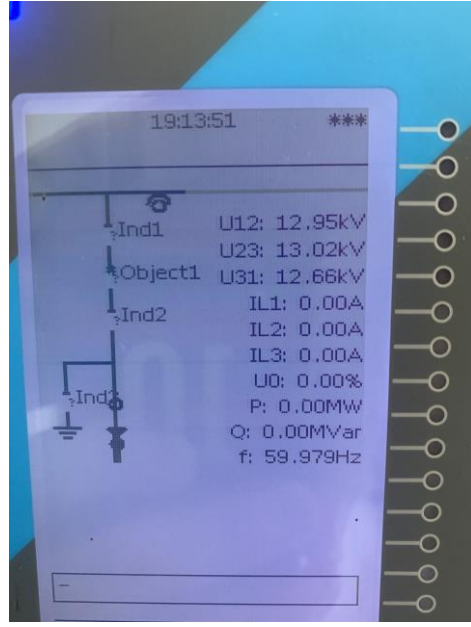 19:13:51 ***
Ind1
U12: 12.95kV
U23: 13.02kV
Object1
U31: 12.66kV
IL1: 0.00A
Ind2
IL2: 0.00A
IL3: 0.00A
U0: 0.00%
Ind3
P: 0.00MW
Q: 0.00MVar
f: 59.979Hz
-